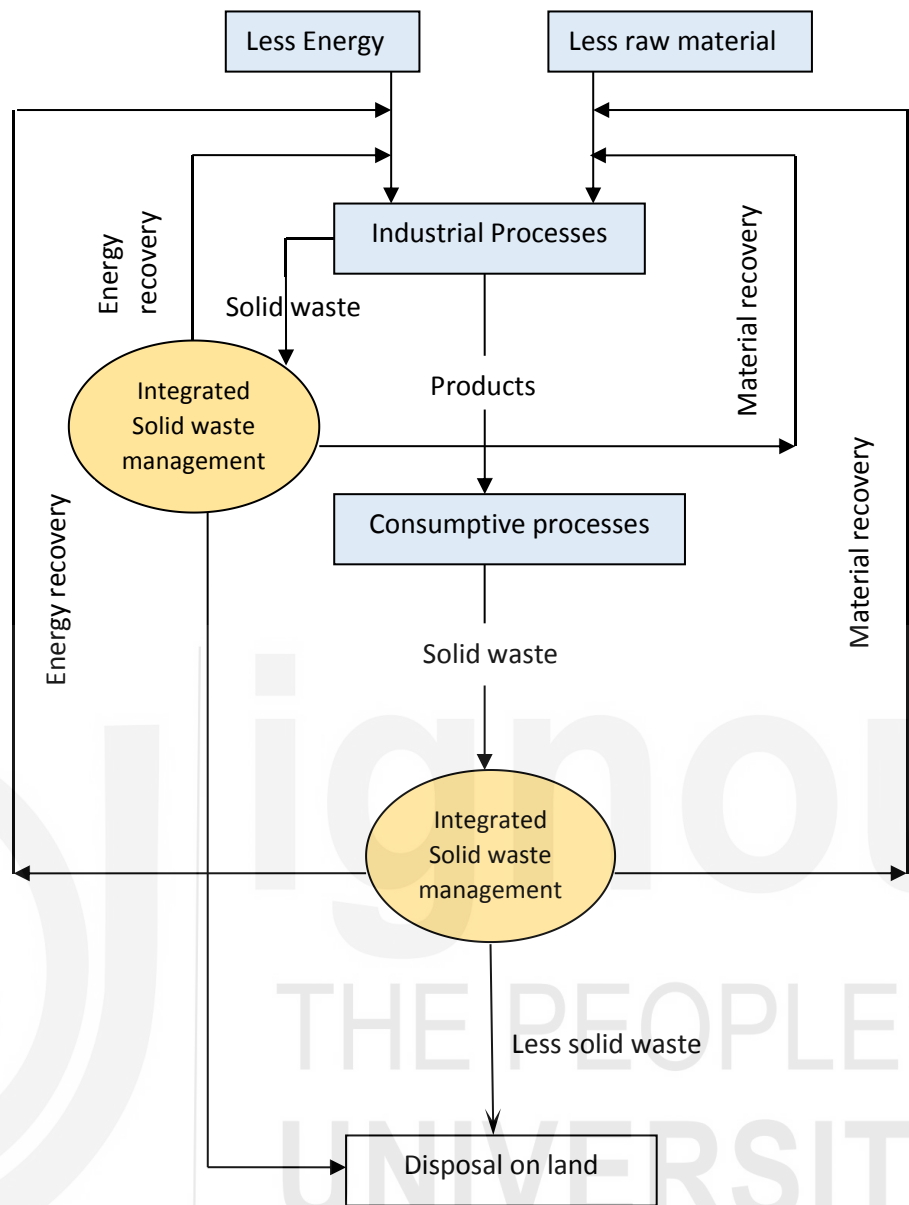 Less Energy
Less raw material
Industrial Processes
Energy
recovery
Solid waste
Material recovery
Products
Integrated
Solid waste
management
Consumptive processes
Energy recovery
Material recovery
Solid waste
Integrated
Solid waste
management
Less solid waste
Disposal on land
ignou
THE PEOPLE
UNIVERSIT